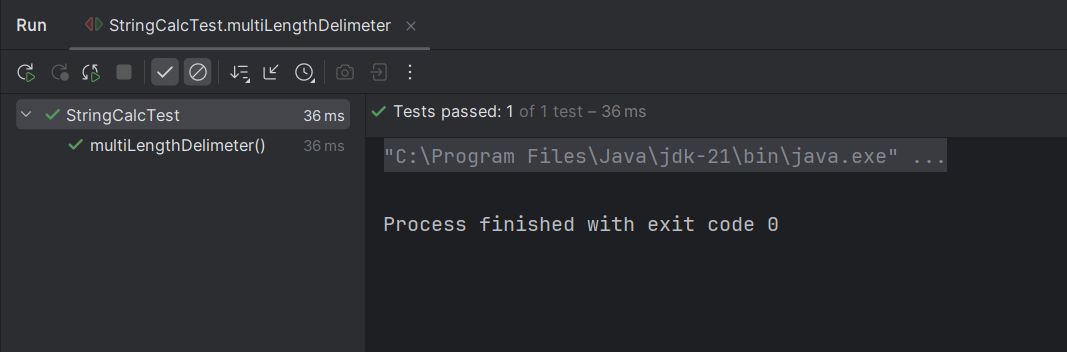 Run StringCalcTest.multiLengthDelimeter
StringCalcTest 36 ms
multiLengthDelimeter() 36 ms
Tests passed: 1 of 1 test – 36 ms
"C:\Program Files\Java\jdk-21\bin\java.exe" ...
Process finished with exit code 0